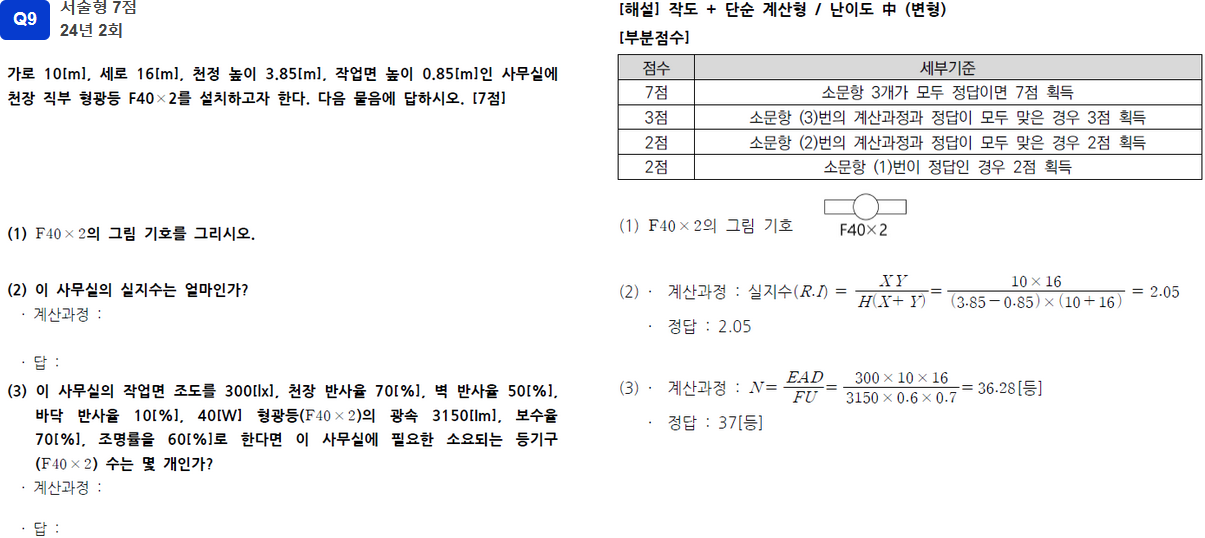 Q9
서술형 7점
24년 2회
가로 10[m], 세로 16[m], 천정 높이 3.85[m], 작업면 높이 0.85[m]인 사무실에
천장 직부 형광등 F40×2를 설치하고자 한다. 다음 물음에 답하시오. [7점]
(1) F40×2의 그림 기호를 그리시오.
(2) 이 사무실의 실지수는 얼마인가?
· 계산과정 :
· 답 :
(3) 이 사무실의 작업면 조도를 300[lx], 천장 반사율 70[%], 벽 반사율 50[%],
바닥 반사율 10[%], 40[W] 형광등(F40×2)의 광속 3150[lm], 보수율
70[%], 조명률을 60[%]로 한다면 이 사무실에 필요한 소요되는 등기구
(F40×2) 수는 몇 개인가?
· 계산과정 :
· 답 :
[해설] 작도 + 단순 계산형 / 난이도 中 (변형)
[부분점수]
점수 세부기준
7점 소문항 3개가 모두 정답이면 7점 획득
3점 소문항 (3)번의 계산과정과 정답이 모두 맞은 경우 3점 획득
2점 소문항 (2)번의 계산과정과 정답이 모두 맞은 경우 2점 획득
2점 소문항 (1)번이 정답인 경우 2점 획득
(1) F40×2의 그림 기호
F40×2
(2) · 계산과정 : 실지수(R.I) = XY/H(X+Y) = 10×16/(3.85-0.85)×(10+16) = 2.05
· 정답 : 2.05
(3) · 계산과정 : N = EAD/FU = 300×10×16/3150×0.6×0.7 = 36.28[등]
· 정답 : 37[등]